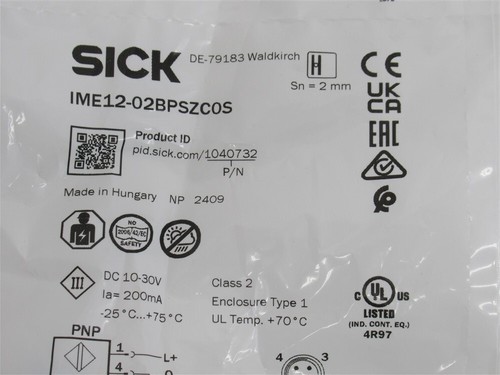 SICK
DE-79183 Waldkirch
Sn = 2 mm
IME12-02BPSZC0S
CE
UK
CA
EAC
Product ID
pid.sick.com/1040732
P/N
Made in Hungary NP 2409
NO
2006/42/EC
SAFETY
III
DC 10-30V
Ia= 200mA
-25°C...+75°C
Class 2
Enclosure Type 1
UL Temp. +70°C
C UL US
LISTED
(IND. CONT. EQ.)
4R97
PNP
1 L+
4 Q
4 3